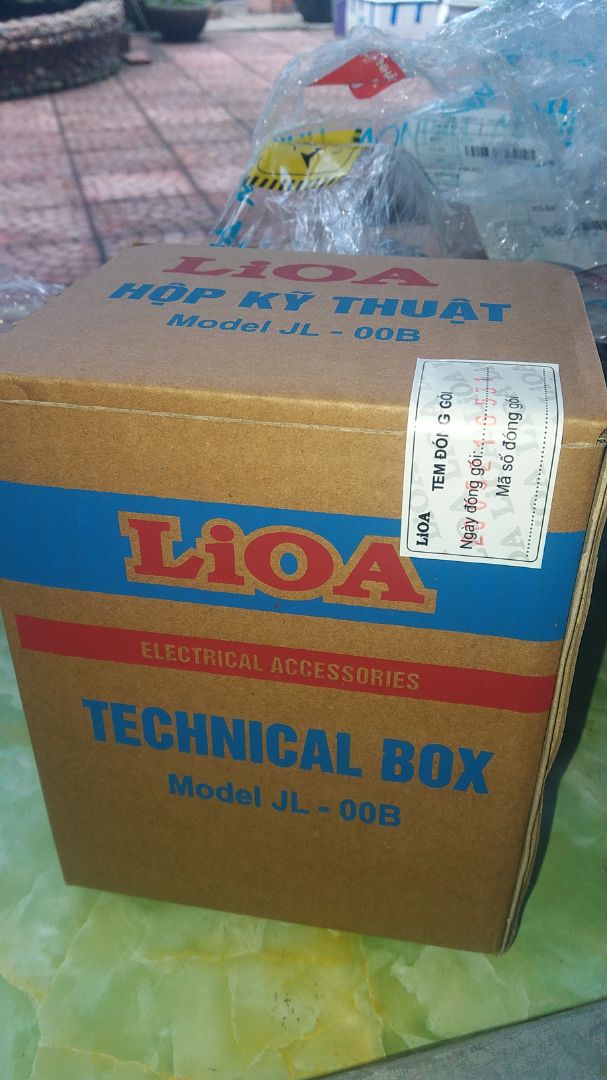 LiOA
HỘP KỸ THUẬT
Model JL - 00B
LiOA
TEM ĐÓNG GÓI
Ngày đóng gói:
Mã số đóng gói
LiOA
ELECTRICAL ACCESSORIES
TECHNICAL BOX
Model JL - 00B